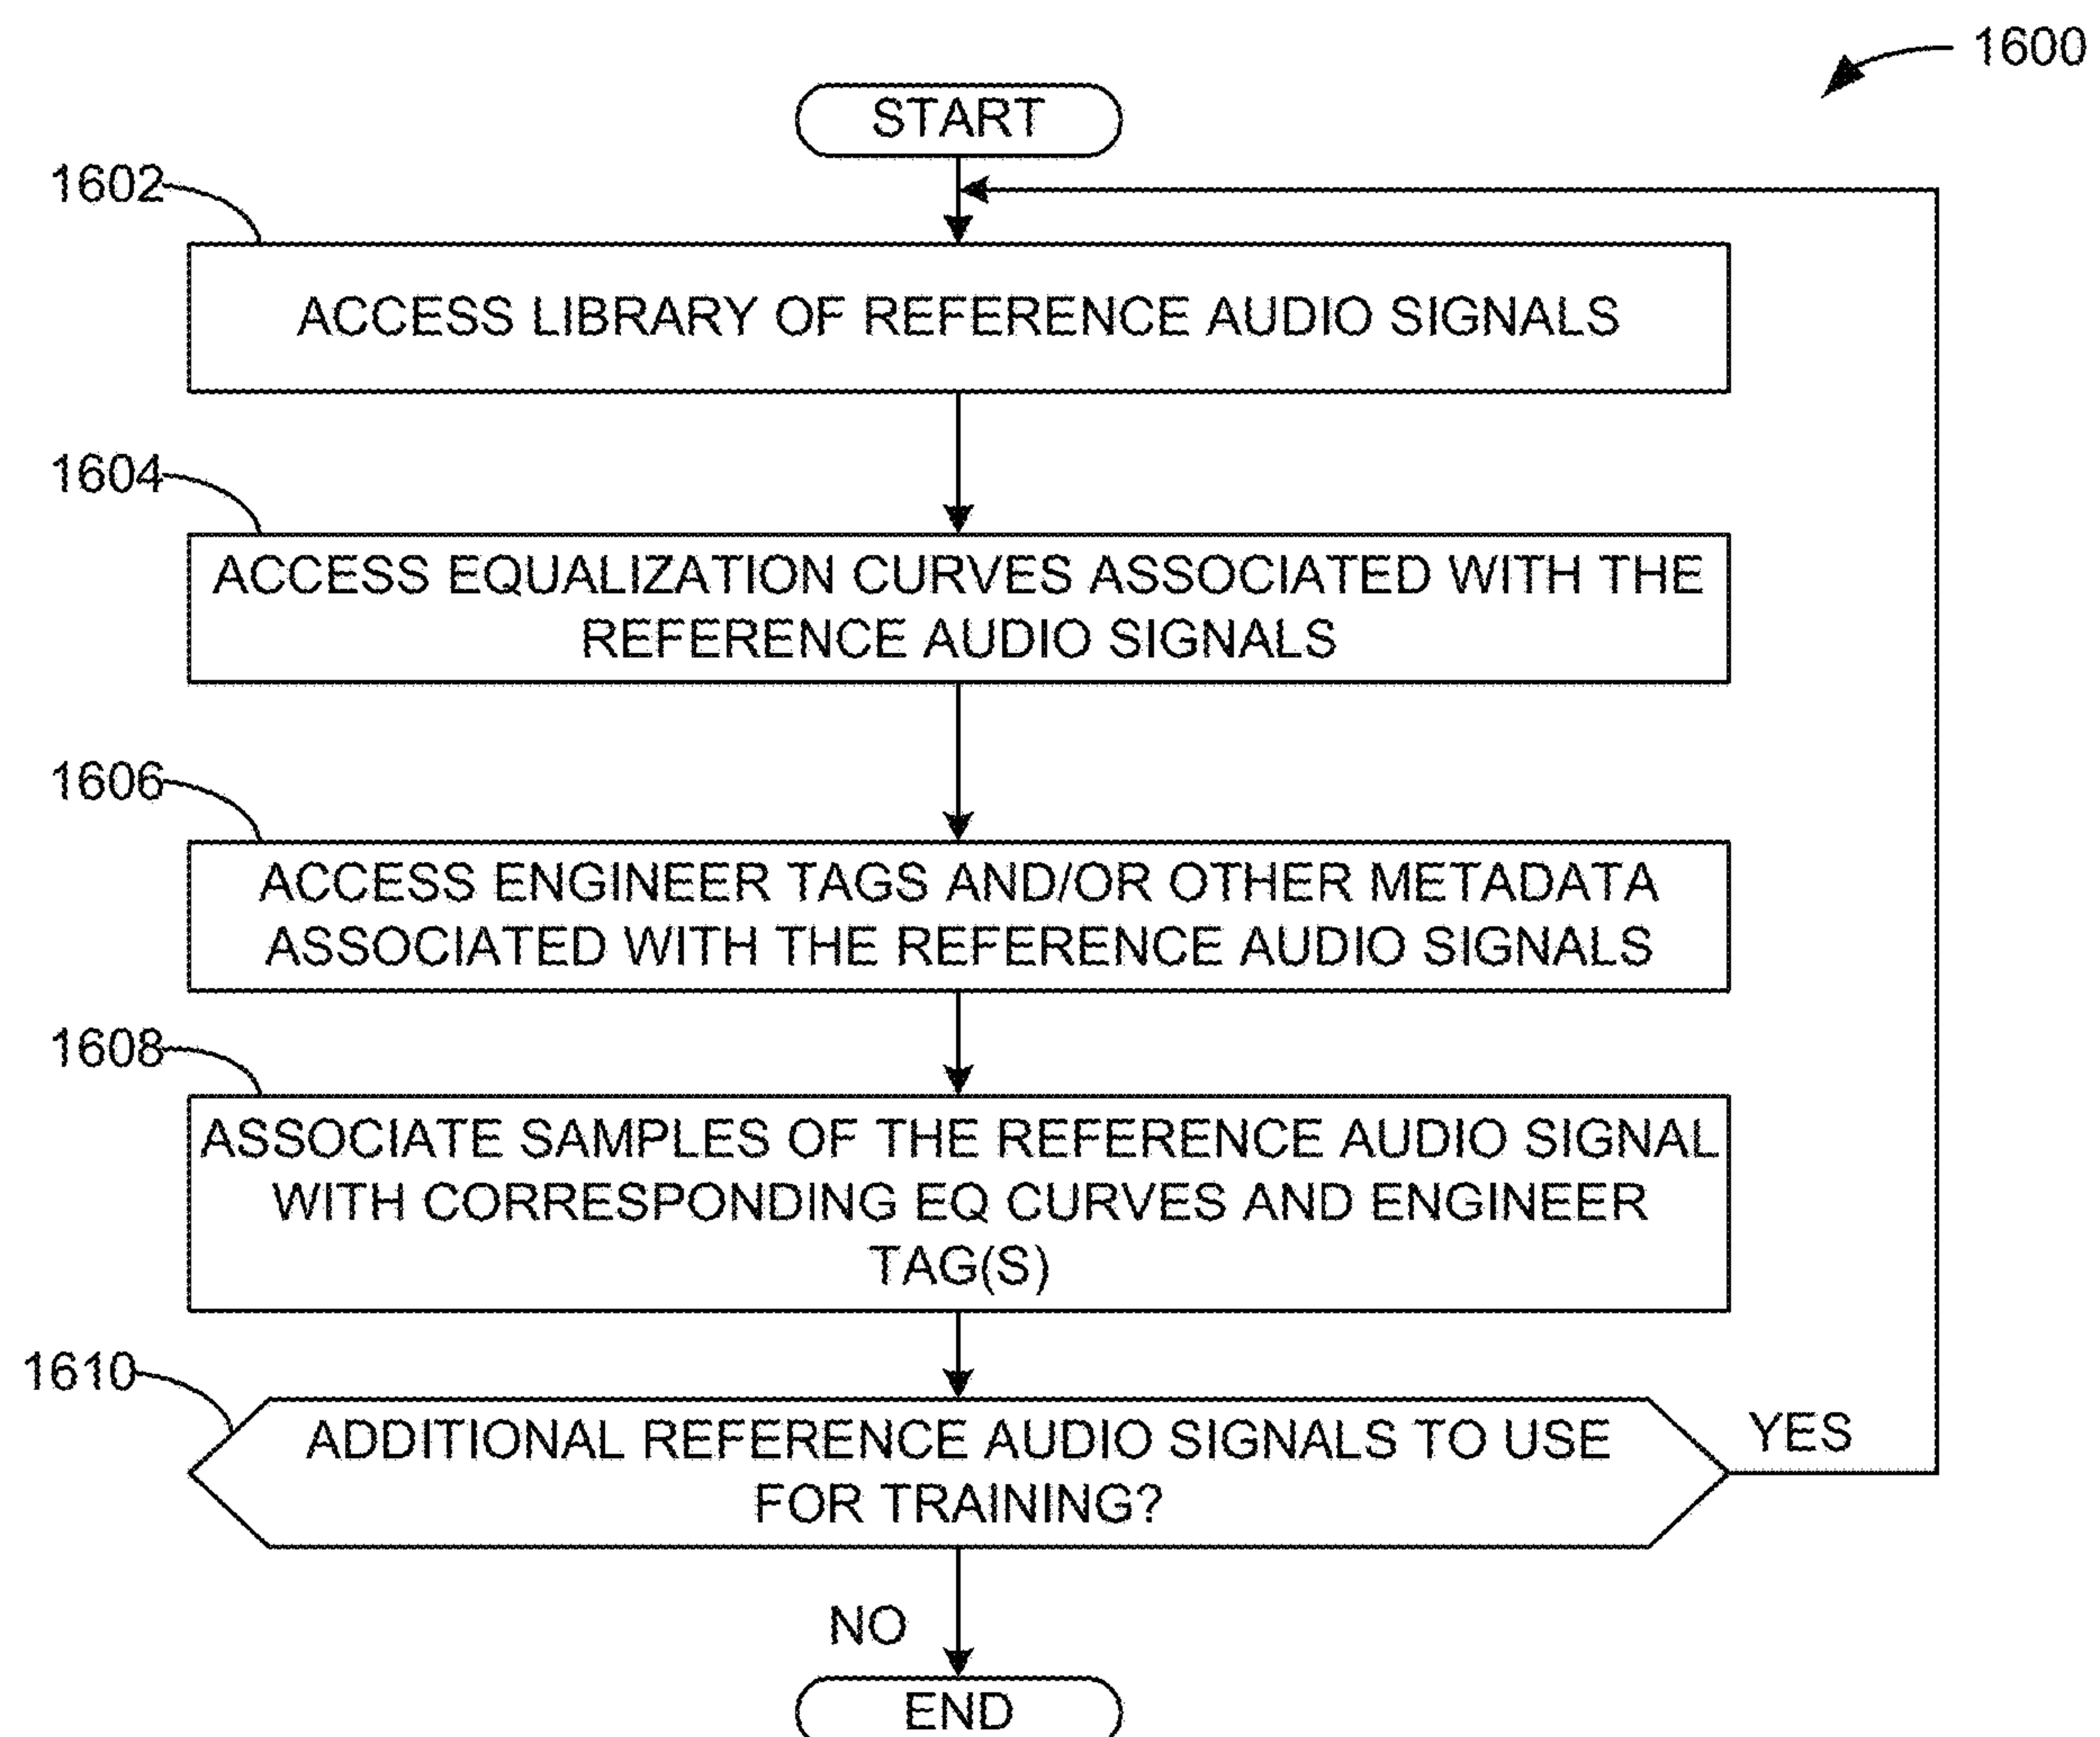 1600
START
1602
ACCESS LIBRARY OF REFERENCE AUDIO SIGNALS
1604
ACCESS EQUALIZATION CURVES ASSOCIATED WITH THE
REFERENCE AUDIO SIGNALS
1606
ACCESS ENGINEER TAGS AND/OR OTHER METADATA
ASSOCIATED WITH THE REFERENCE AUDIO SIGNALS
1608
ASSOCIATE SAMPLES OF THE REFERENCE AUDIO SIGNAL
WITH CORRESPONDING EQ CURVES AND ENGINEER
TAG(S)
1610
ADDITIONAL REFERENCE AUDIO SIGNALS TO USE
FOR TRAINING?
YES
NO
END